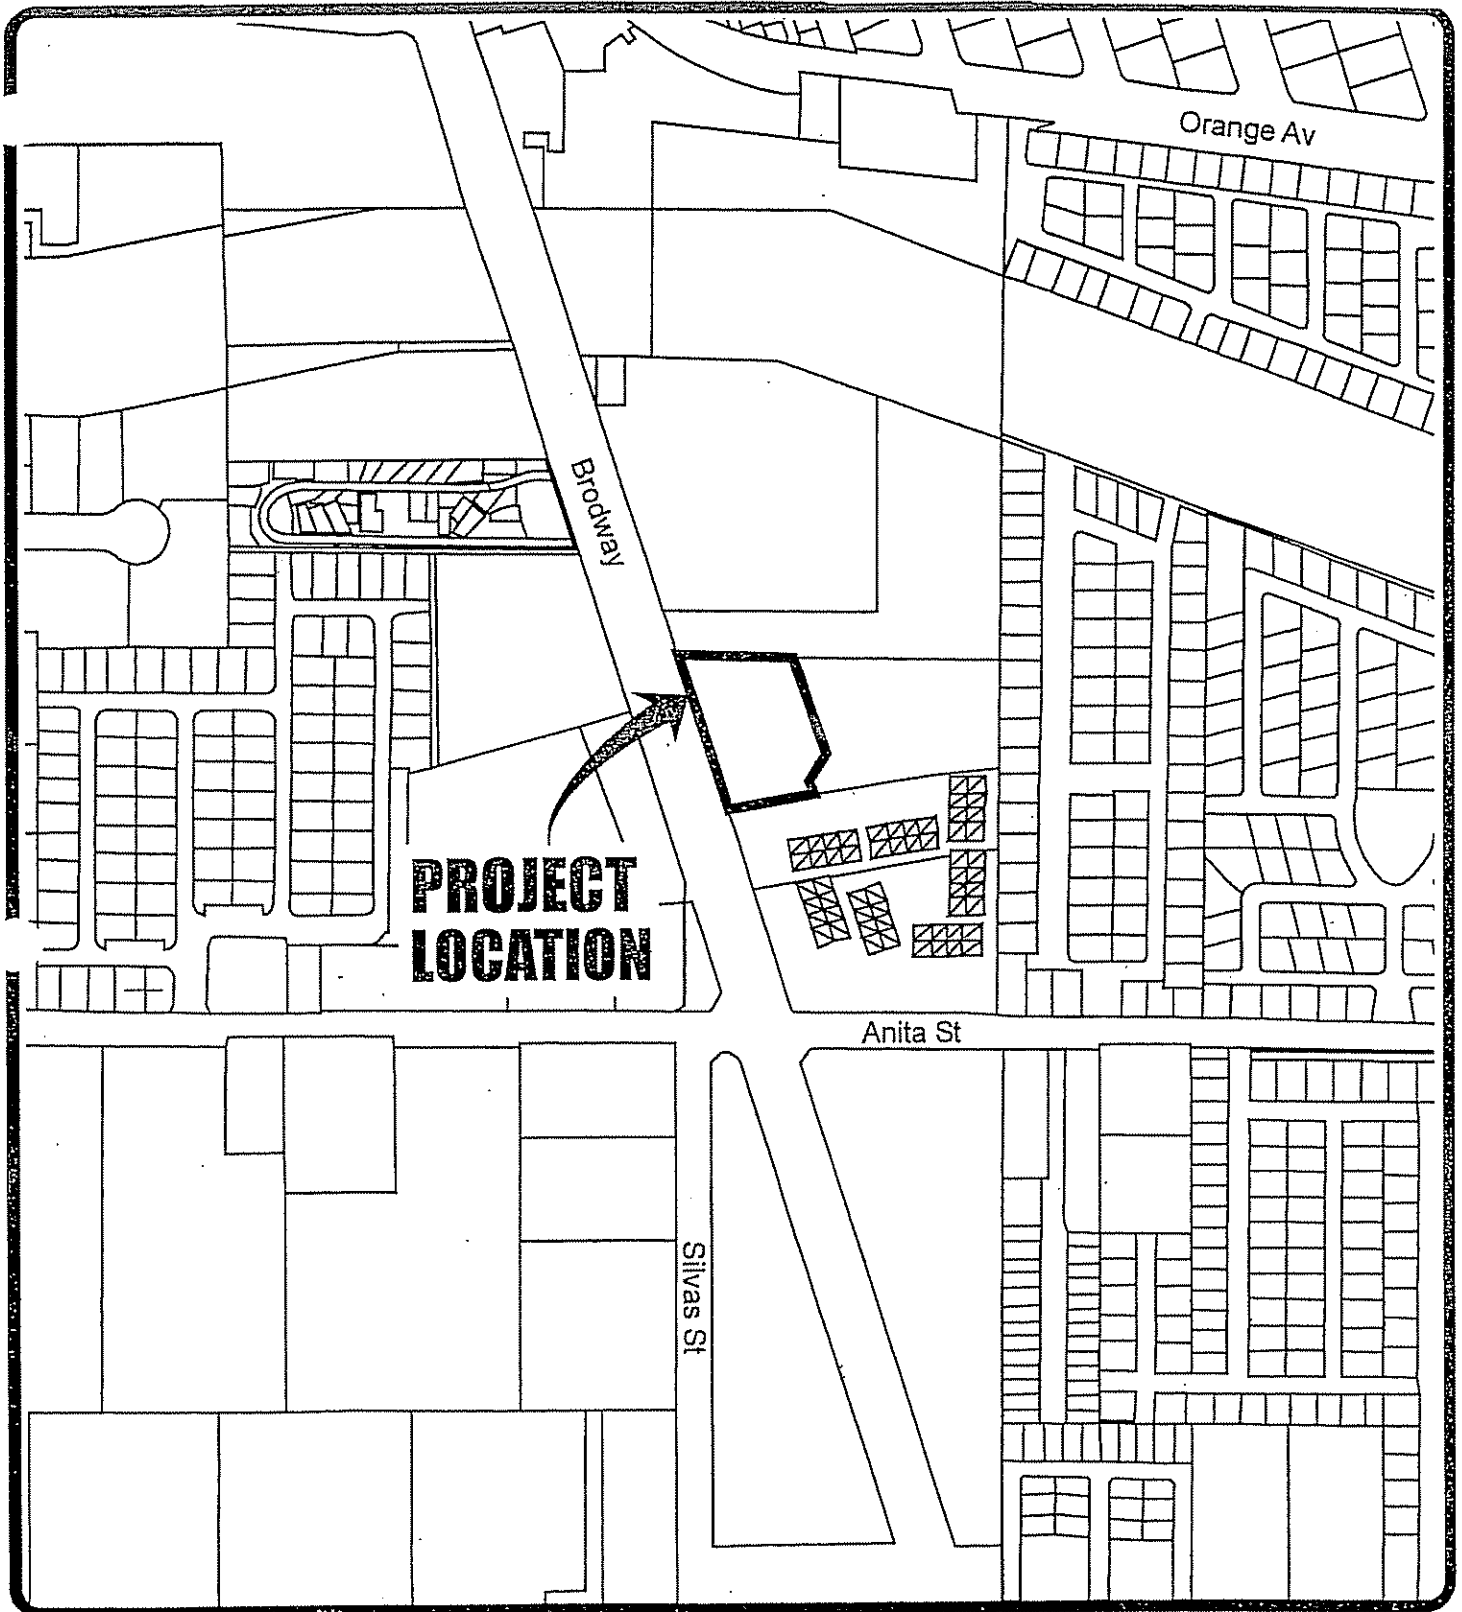 Orange Av
Brodway
PROJECT
LOCATION
Anita St
Silvas St